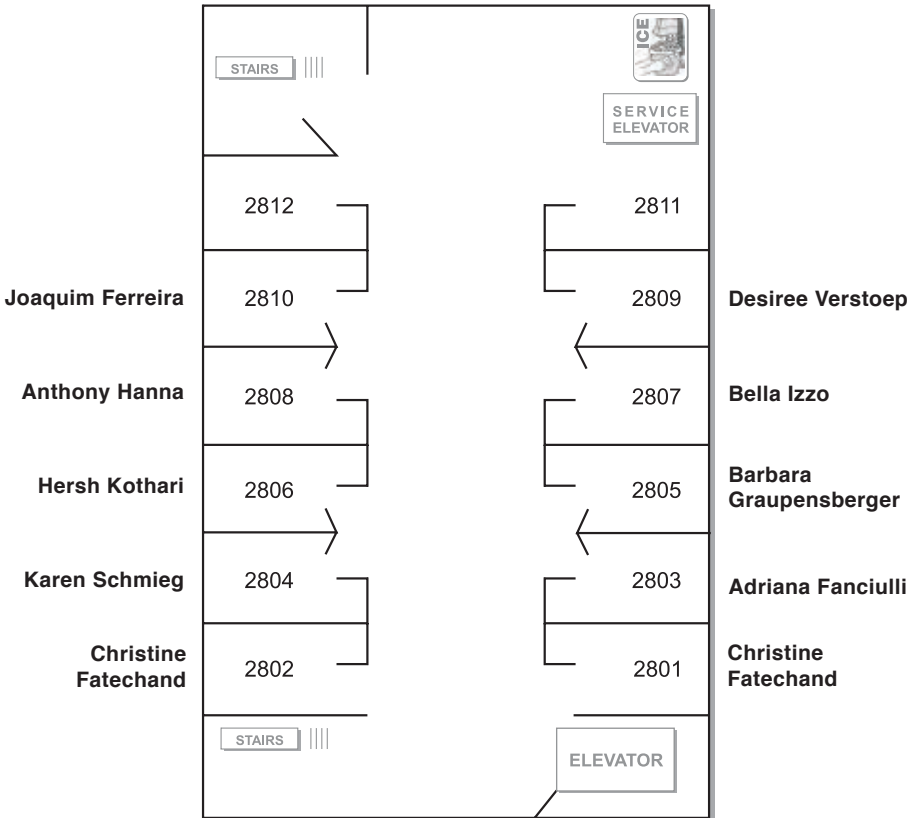 ICE
STAIRS
SERVICE
ELEVATOR
2812
2811
Joaquim Ferreira
2810
2809
Desiree Verstoep
Anthony Hanna
2808
2807
Bella Izzo
Hersh Kothari
2806
2805
Barbara
Graupensberger
Karen Schmieg
2804
2803
Adriana Fanciulli
Christine
Fatechand
2802
2801
Christine
Fatechand
STAIRS
ELEVATOR